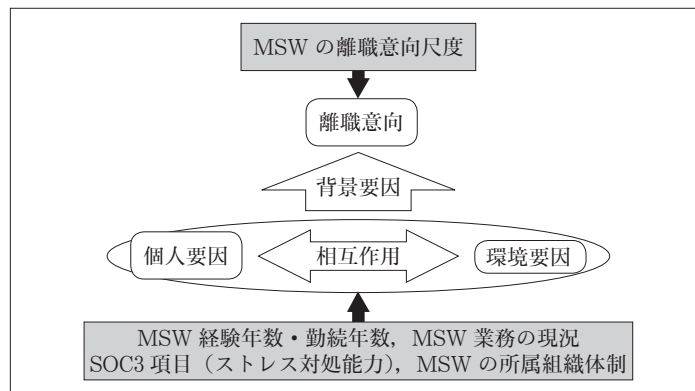 MSW の離職意向尺度
離職意向
背景要因
個人要因
相互作用
環境要因
MSW 経験年数・勤続年数，MSW 業務の現況
SOC3 項目（ストレス対処能力），MSW の所属組織体制